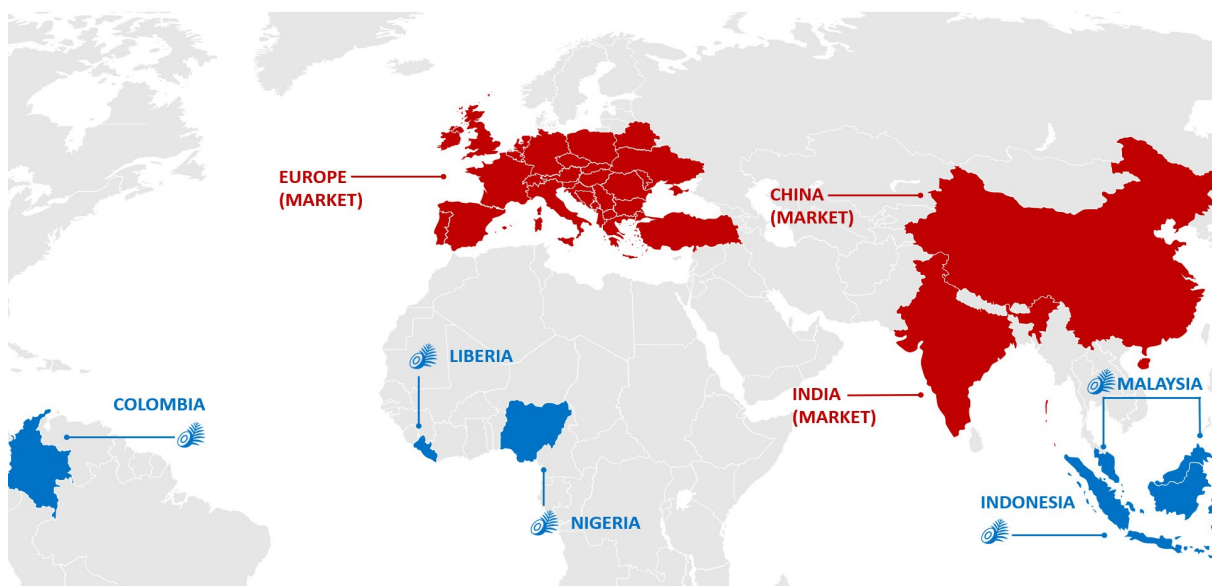 EUROPE
(MARKET)
CHINA
(MARKET)
LIBERIA
MALAYSIA
COLOMBIA
INDIA
(MARKET)
INDONESIA
NIGERIA